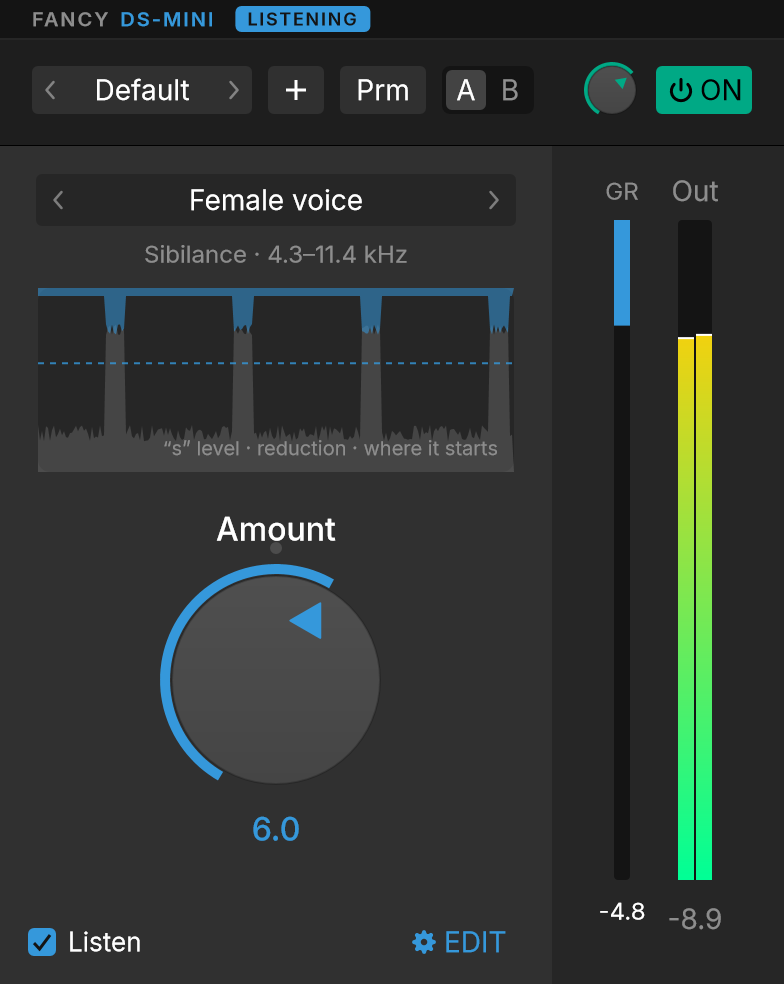 FANCY DS-MINI LISTENING
Default + Prm A B ON
Female voice
GR Out
Sibilance · 4.3–11.4 kHz
“s” level · reduction · where it starts
Amount
6.0
-4.8 -8.9
Listen EDIT